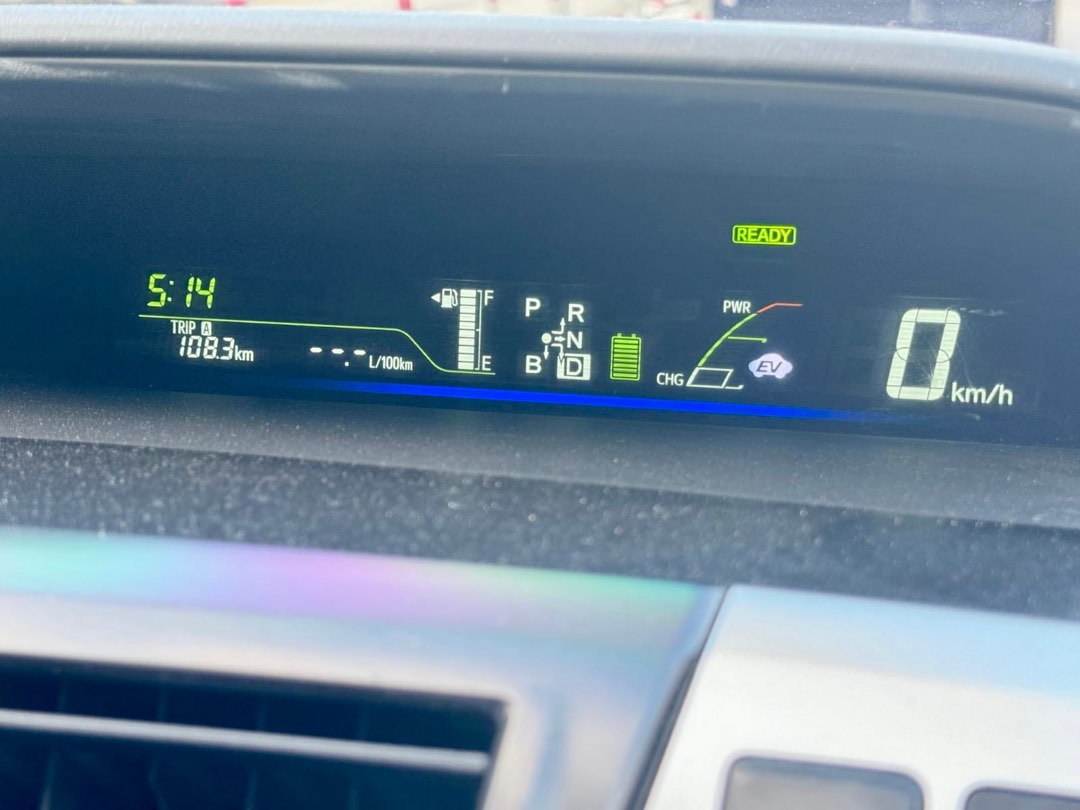 READY
5:14
TRIP A
108.3km
--.- L/100km
F
E
P R
N
B D
PWR
CHG
EV
0 km/h